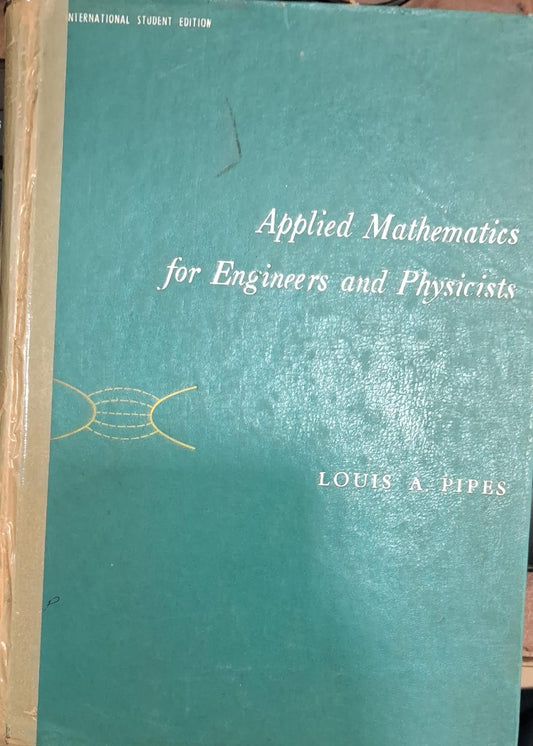 INTERNATIONAL STUDENT EDITION
Applied Mathematics
for Engineers and Physicists
LOUIS A. PIPES